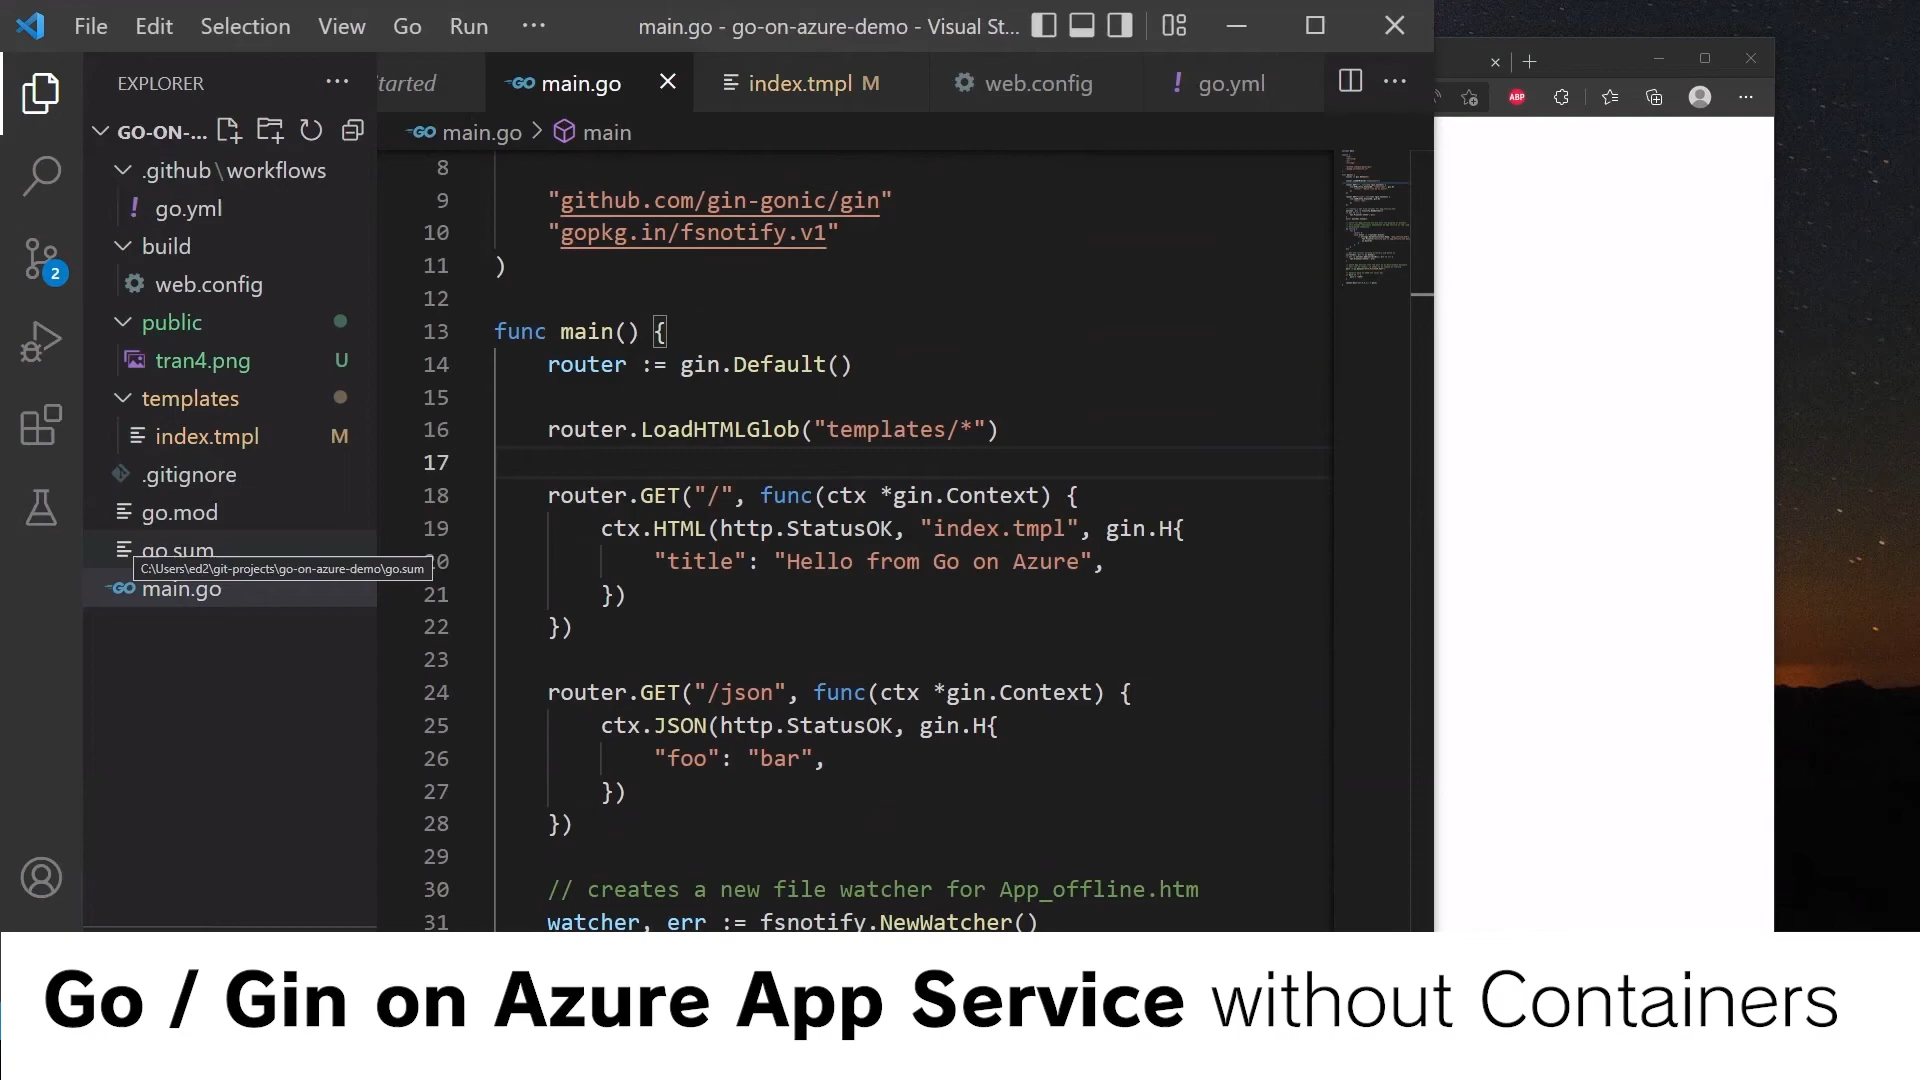 File Edit Selection View Go Run ··· main.go - go-on-azure-demo - Visual St...
EXPLORER ···
tarted main.go index.tmpl M web.config ! go.yml ···
ABP
GO-ON-...
main.go > main
.github\workflows
! go.yml
build
web.config
public
tran4.png U
templates
index.tmpl M
.gitignore
go.mod
go.sum
C:\Users\ed2\git-projects\go-on-azure-demo\go.sum
main.go
2
8
9 "github.com/gin-gonic/gin"
10 "gopkg.in/fsnotify.v1"
11 )
12
13 func main() {
14 router := gin.Default()
15
16 router.LoadHTMLGlob("templates/*")
17
18 router.GET("/", func(ctx *gin.Context) {
19 ctx.HTML(http.StatusOK, "index.tmpl", gin.H{
20 "title": "Hello from Go on Azure",
21 })
22 })
23
24 router.GET("/json", func(ctx *gin.Context) {
25 ctx.JSON(http.StatusOK, gin.H{
26 "foo": "bar",
27 })
28 })
29
30 // creates a new file watcher for App_offline.htm
31 watcher, err := fsnotify.NewWatcher()
Go / Gin on Azure App Service without Containers